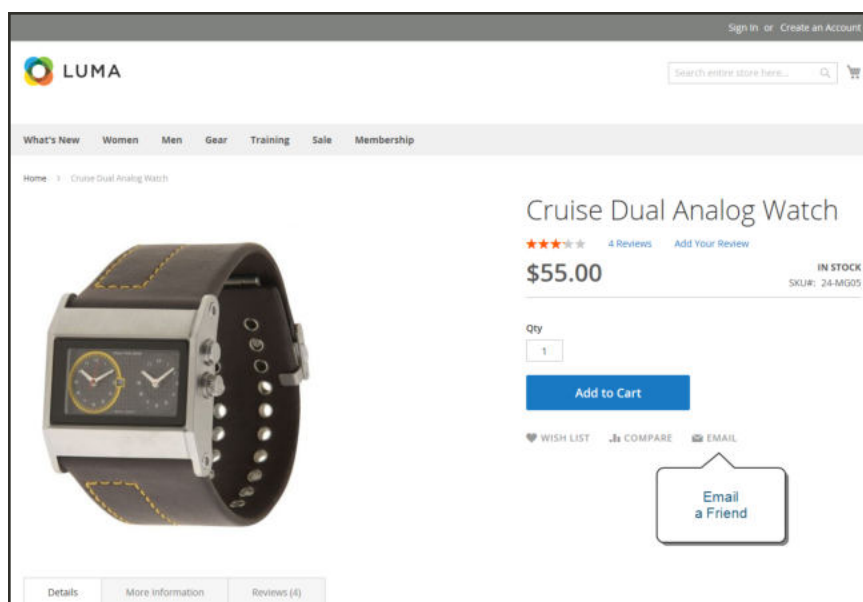 Sign In or Create an Account
LUMA
Search entire store here...
What's New Women Men Gear Training Sale Membership
Home > Cruise Dual Analog Watch
Cruise Dual Analog Watch
4 Reviews Add Your Review
$55.00
IN STOCK
SKU#: 24-MG05
Qty
1
Add to Cart
WISH LIST COMPARE EMAIL
Email
a Friend
Details More Information Reviews (4)